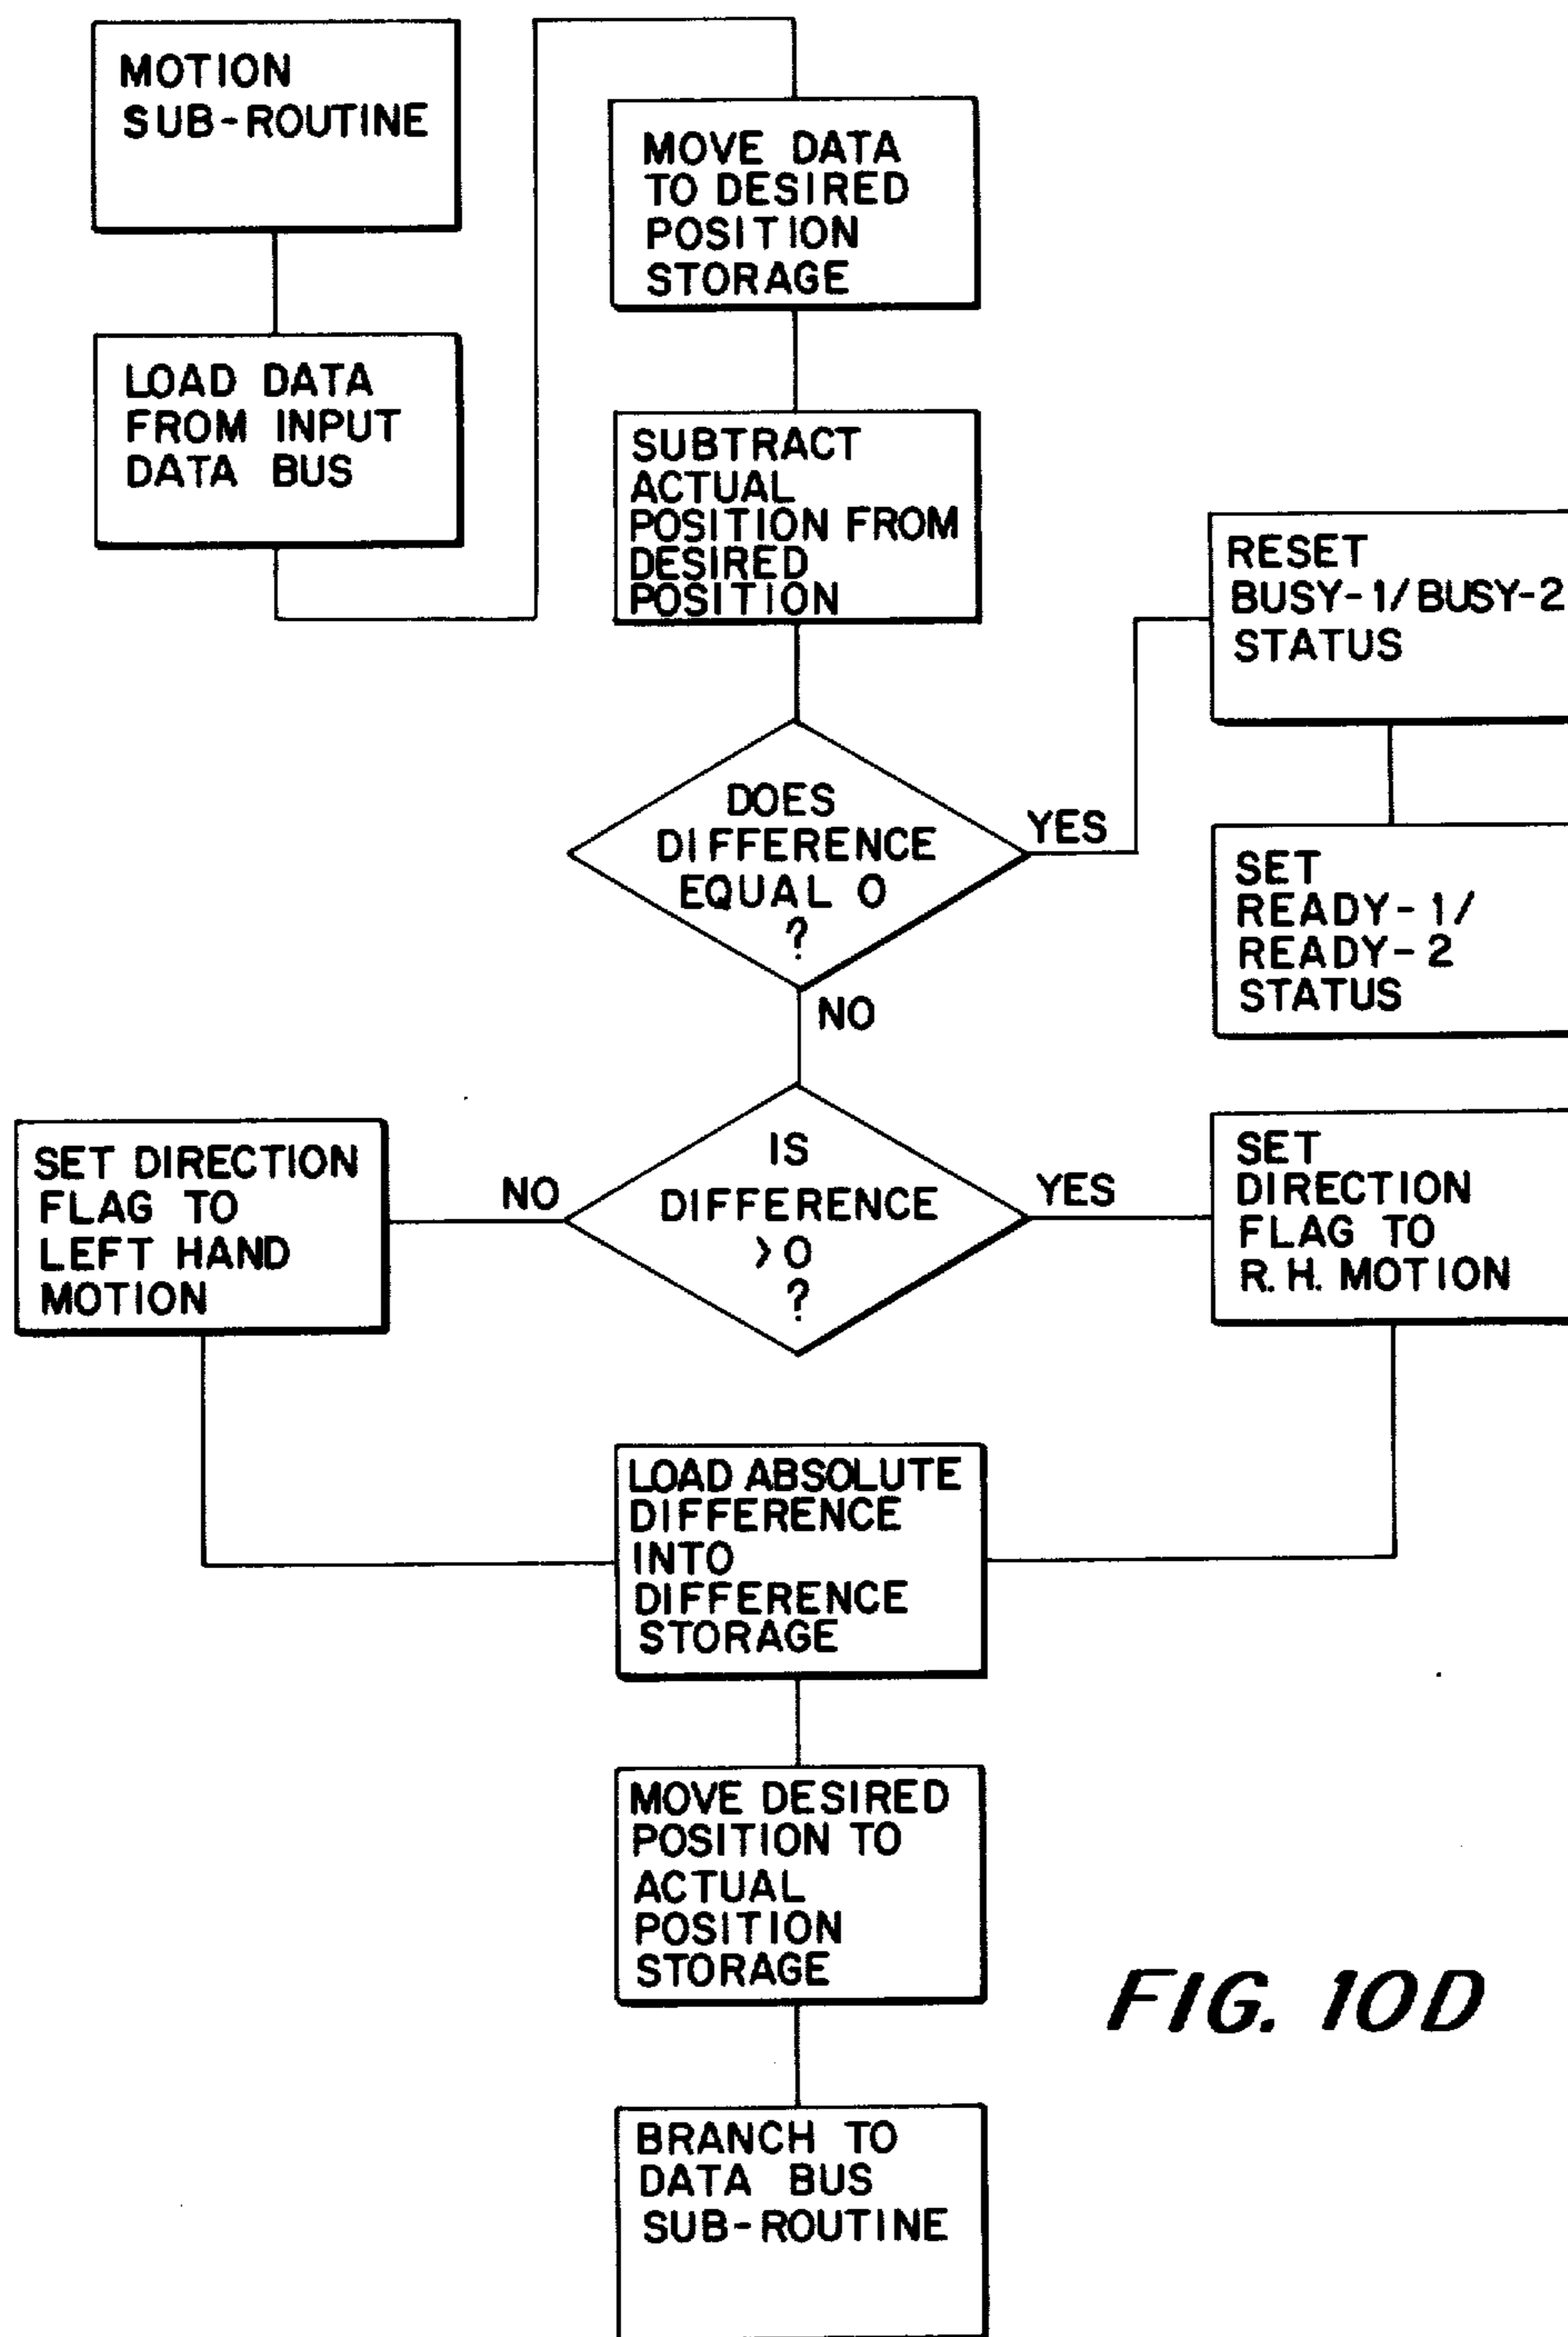 MOTION
SUB-ROUTINE
LOAD DATA
FROM INPUT
DATA BUS
MOVE DATA
TO DESIRED
POSITION
STORAGE
SUBTRACT
ACTUAL
POSITION FROM
DESIRED
POSITION
DOES
DIFFERENCE
EQUAL 0
?
YES
RESET
BUSY-1/BUSY-2
STATUS
SET
READY-1/
READY-2
STATUS
NO
IS
DIFFERENCE
>0
?
NO
SET DIRECTION
FLAG TO
LEFT HAND
MOTION
YES
SET
DIRECTION
FLAG TO
R.H. MOTION
LOAD ABSOLUTE
DIFFERENCE
INTO
DIFFERENCE
STORAGE
MOVE DESIRED
POSITION TO
ACTUAL
POSITION
STORAGE
BRANCH TO
DATA BUS
SUB-ROUTINE
FIG. 10D